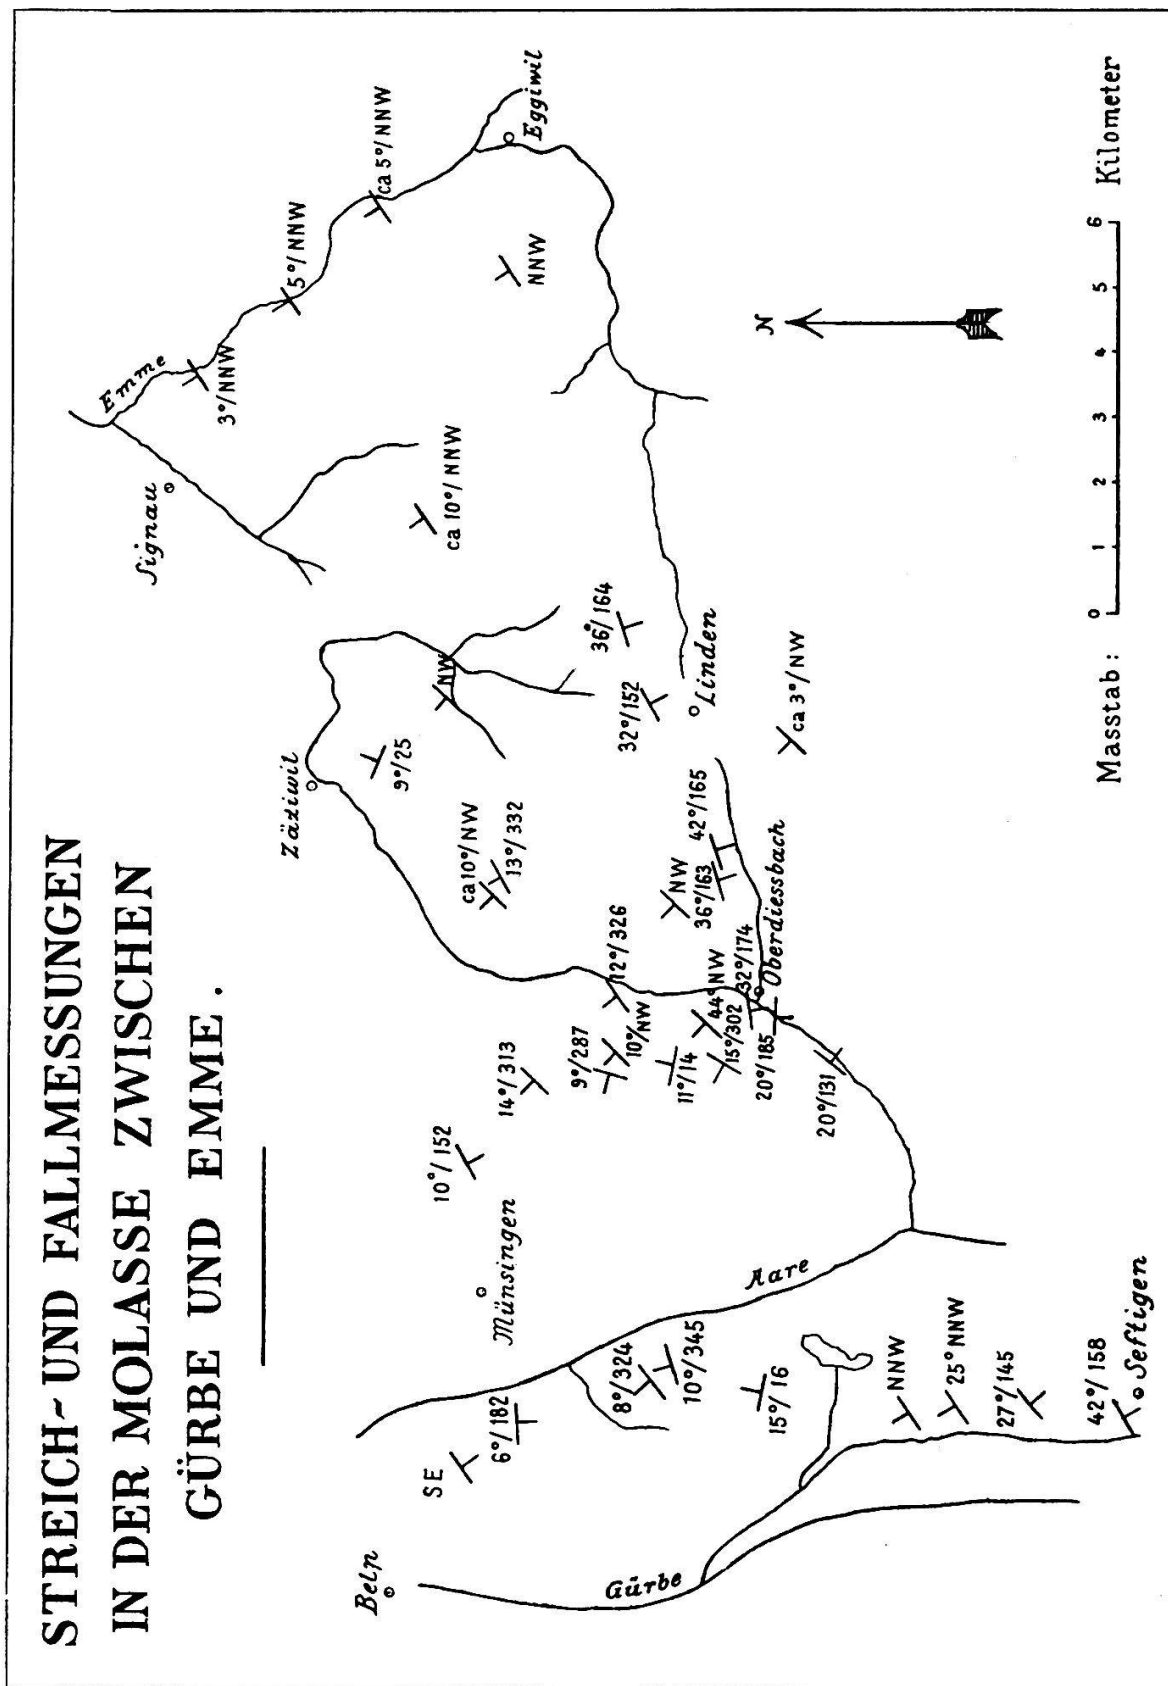 STREICH- UND FALLMESSUNGEN
IN DER MOLASSE ZWISCHEN
GÜRBE UND EMME.
Emme
Signau
3°/NNW
5°/NNW
ca 5°/NNW
Eggiwil
NNW
ca 10°/NNW
Zäziwil
9°/25
NW
36°/164
32°/152
Linden
ca 3°/NW
ca 10°/NW
13°/332
12°/326
14°/313
9°/287
10°/NW
11°/14
NW
36°/163
42°/165
44°NW
15°/302
32°/174
20°/185
Oberdiessbach
20°/131
10°/152
Münsingen
Aare
8°/324
10°/345
SE
6°/182
Belp
Gürbe
15°/16
NNW
25°NNW
27°/145
42°/158
Seftigen
N
Masstab:
0 1 2 3 4 5 6 Kilometer